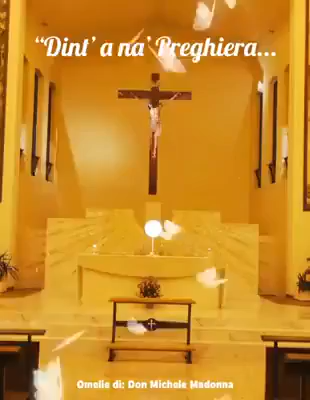 “Dint’ a na’ Preghiera...
Omelie di: Don Michele Madonna